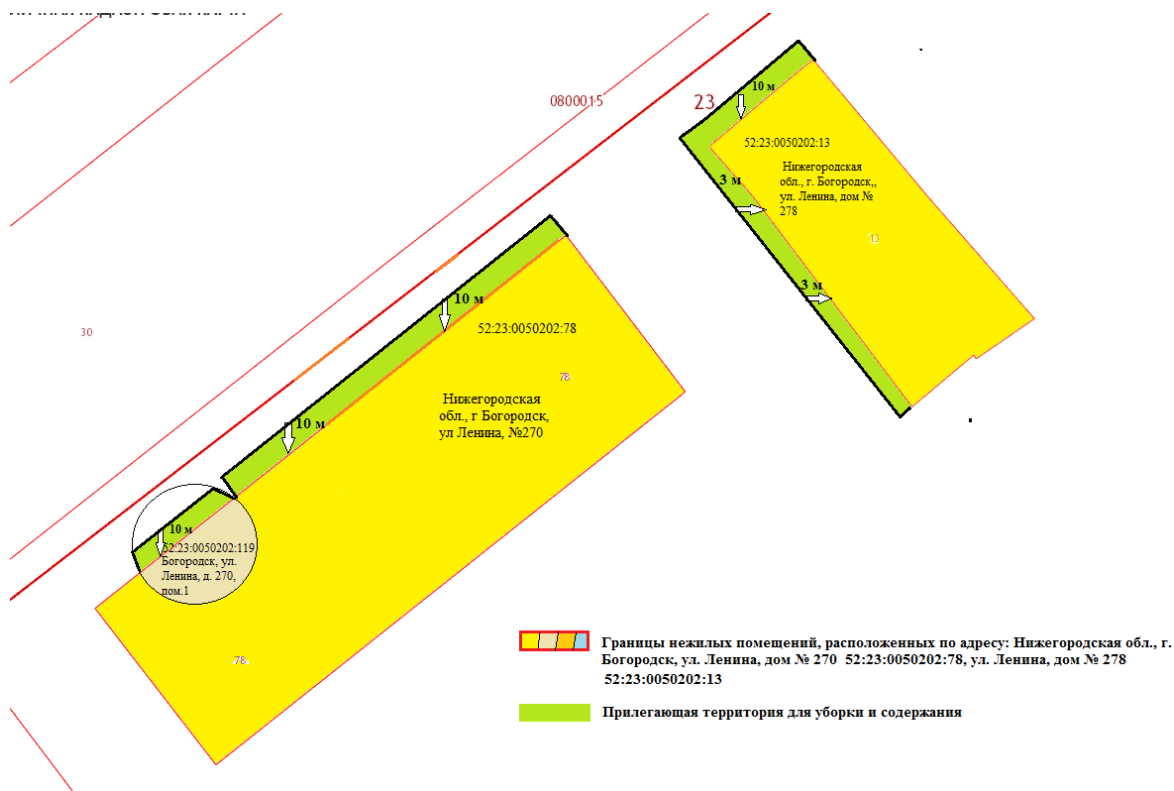 0800015
23
10 м
52:23:0050202:13
Нижегородская
обл., г. Богородск,,
ул. Ленина, дом №
278
3 м
13
3 м
10 м
52:23:0050202:78
30
78
Нижегородская
обл., г Богородск,
ул Ленина, №270
10 м
10 м
52:23:0050202:119
Богородск, ул.
Ленина, д. 270,
пом.1
78
Границы нежилых помещений, расположенных по адресу: Нижегородская обл., г.
Богородск, ул. Ленина, дом № 270 52:23:0050202:78, ул. Ленина, дом № 278
52:23:0050202:13
Прилегающая территория для уборки и содержания